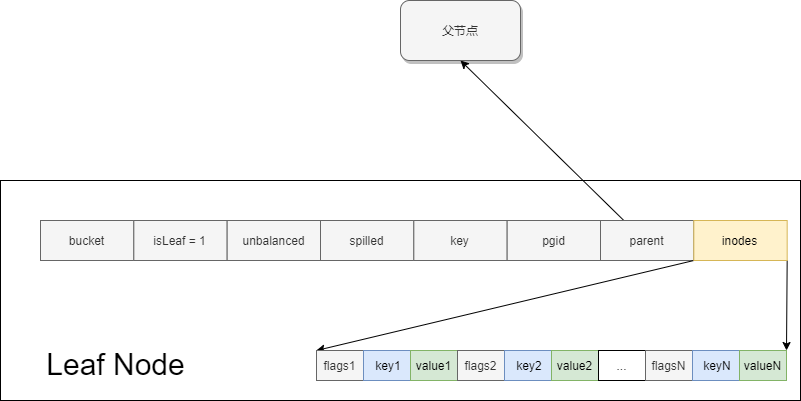 父节点
bucket isLeaf = 1 unbalanced spilled key pgid parent inodes
Leaf Node
flags1 key1 value1 flags2 key2 value2 ... flagsN keyN valueN